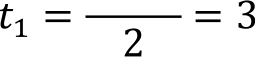 t₁ = ―/2 = 3